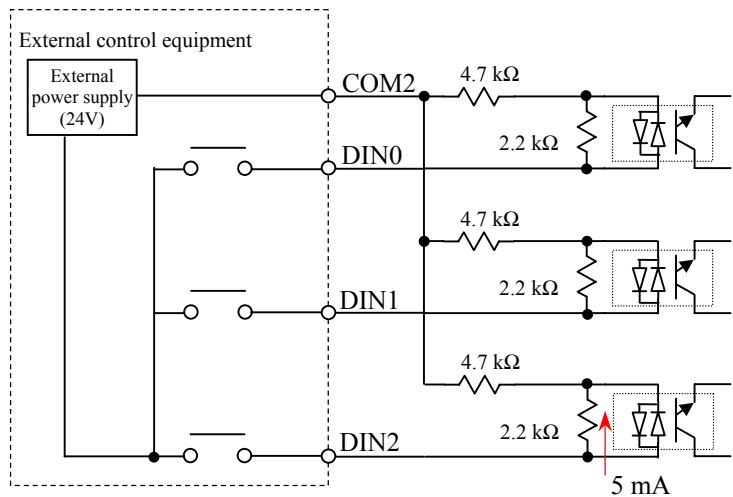 External control equipment
External
power supply
(24V)
COM2
4.7 kΩ
2.2 kΩ
DIN0
4.7 kΩ
2.2 kΩ
DIN1
4.7 kΩ
2.2 kΩ
DIN2
5 mA